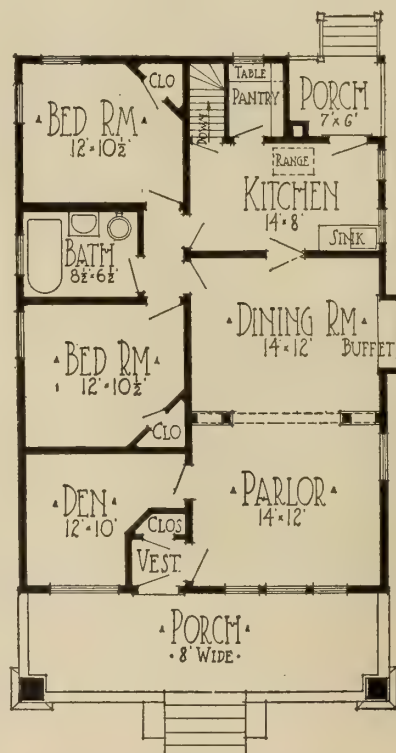 CLO
TABLE
PANTRY
PORCH
7'x 6'
BED RM
12'x 10½'
DOWN
RANGE
KITCHEN
14'x 8'
SINK
BATH
8½'x 6½'
DINING RM
14'x 12'
BUFFET
BED RM
12'x 10½'
CLO
DEN
12'x 10'
PARLOR
14'x 12'
CLOS
VEST.
PORCH
8' WIDE